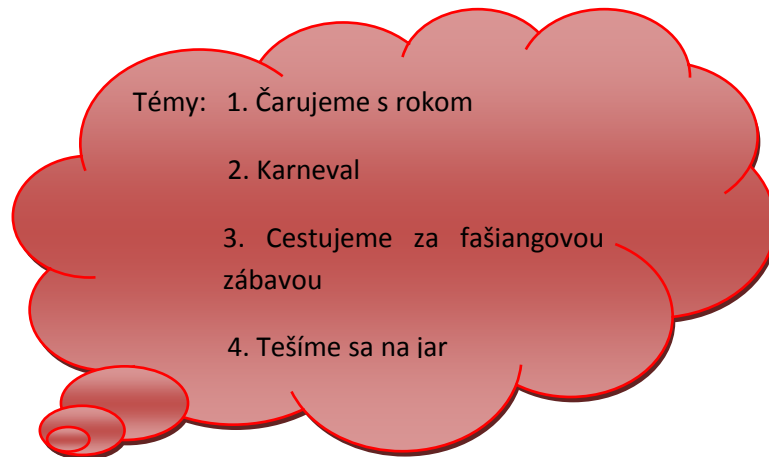 Témy: 1. Čarujeme s rokom
2. Karneval
3. Cestujeme za fašiangovou
zábavou
4. Tešíme sa na jar